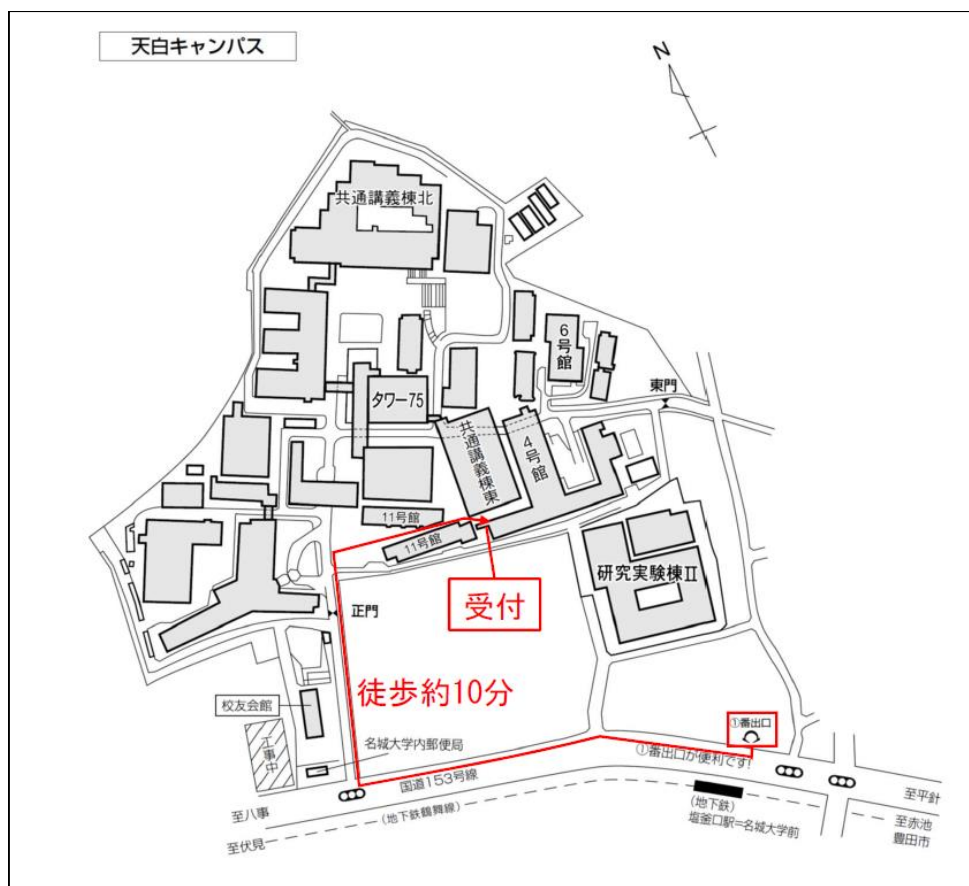 天白キャンパス
N
共通講義棟北
6号館
東門
タワー75
共通講義棟東
4号館
11号館
11号館
研究実験棟Ⅱ
受付
正門
徒歩約10分
校友会館
①番出口
工事中
名城大学内郵便局
①番出口が便利です!
国道153号線
至平針
至八事
(地下鉄鶴舞線)
(地下鉄)
塩釜口駅=名城大学前
至赤池
豊田市
至伏見